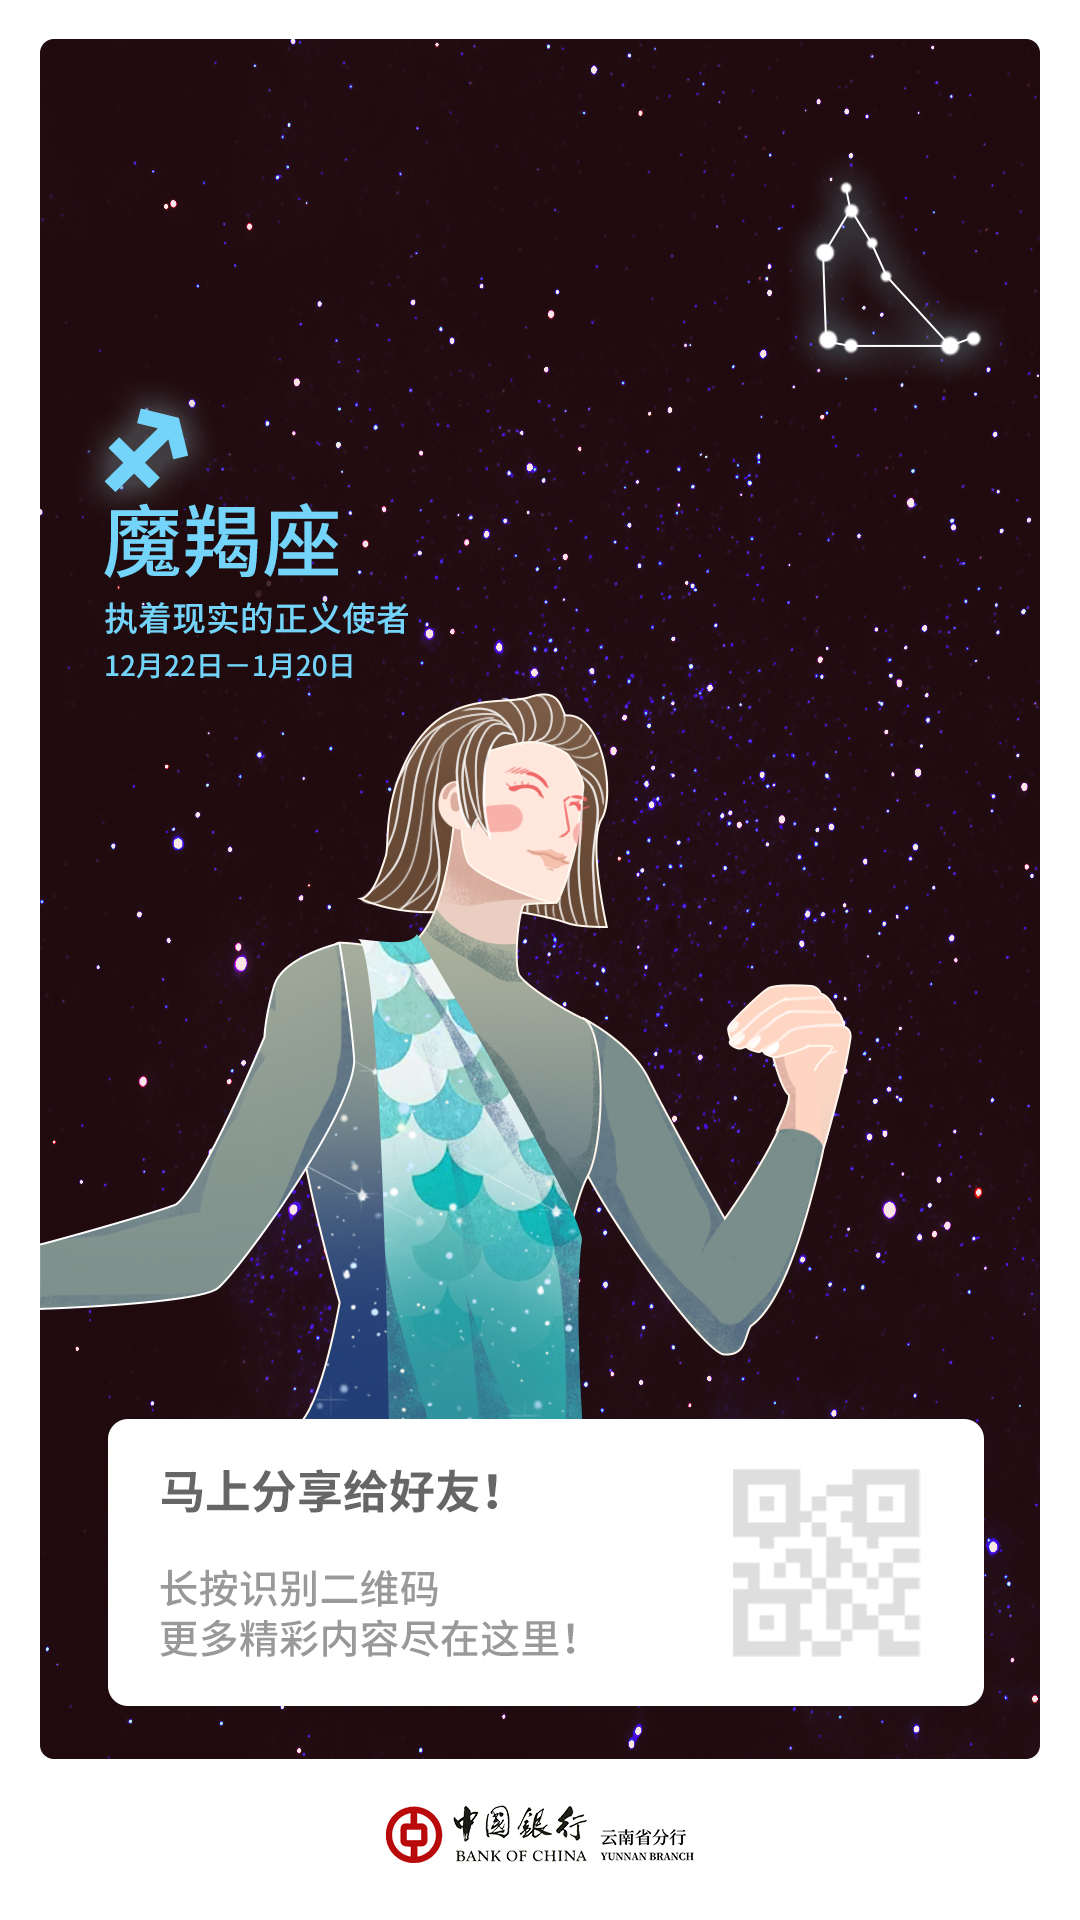 魔羯座
执着现实的正义使者
12月22日－1月20日
马上分享给好友！
长按识别二维码
更多精彩内容尽在这里！
中国銀行
BANK OF CHINA
云南省分行
YUNNAN BRANCH